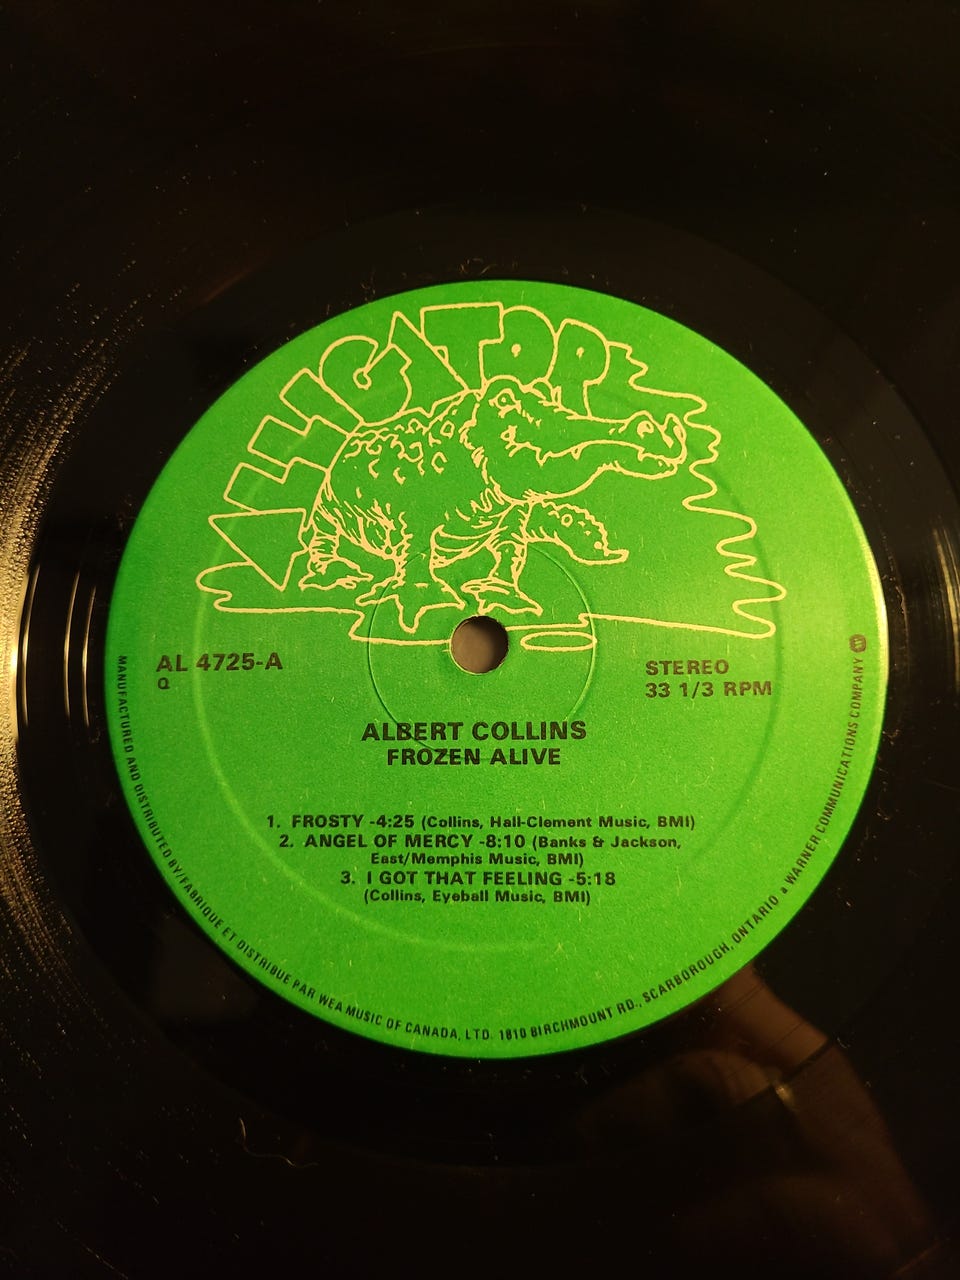 ALLIGATOR
AL 4725-A
Q
STEREO
33 1/3 RPM
ALBERT COLLINS
FROZEN ALIVE
1. FROSTY -4:25 (Collins, Hall-Clement Music, BMI)
2. ANGEL OF MERCY -8:10 (Banks & Jackson,
East/Memphis Music, BMI)
3. I GOT THAT FEELING -5:18
(Collins, Eyeball Music, BMI)
MANUFACTURED AND DISTRIBUTED BY/FABRIQUE ET DISTRIBUE PAR WEA MUSIC OF CANADA, LTD. 1810 BIRCHMOUNT RD., SCARBOROUGH, ONTARIO a WARNER COMMUNICATIONS COMPANY